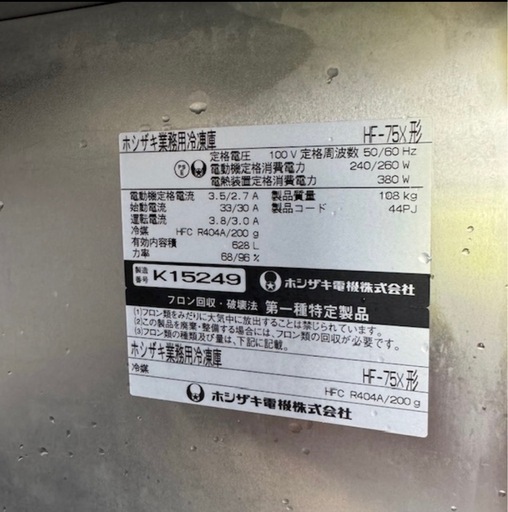 ホシザキ業務用冷凍庫 HF-75X形
定格電圧 100V 定格周波数 50/60 Hz
電動機定格消費電力 240/260 W
電熱装置定格消費電力 380 W
電動機定格電流 3.5/2.7 A 製品質量 108 kg
始動電流 33/30 A 製品コード 44PJ
運転電流 3.8/3.0 A
冷媒 HFC R404A/200 g
有効内容積 628 L
力率 68/96 %
製造番号 K15249 ホシザキ電機株式会社
フロン回収・破壊法 第一種特定製品
(1)フロン類をみだりに大気中に放出することは禁じられています。
(2)この製品を廃棄・整備する場合には、フロン類の回収が必要です。
(3)フロン類の種類及び量は、下記に記載。
ホシザキ業務用冷凍庫 HF-75X形
冷媒 HFC R404A/200 g
ホシザキ電機株式会社